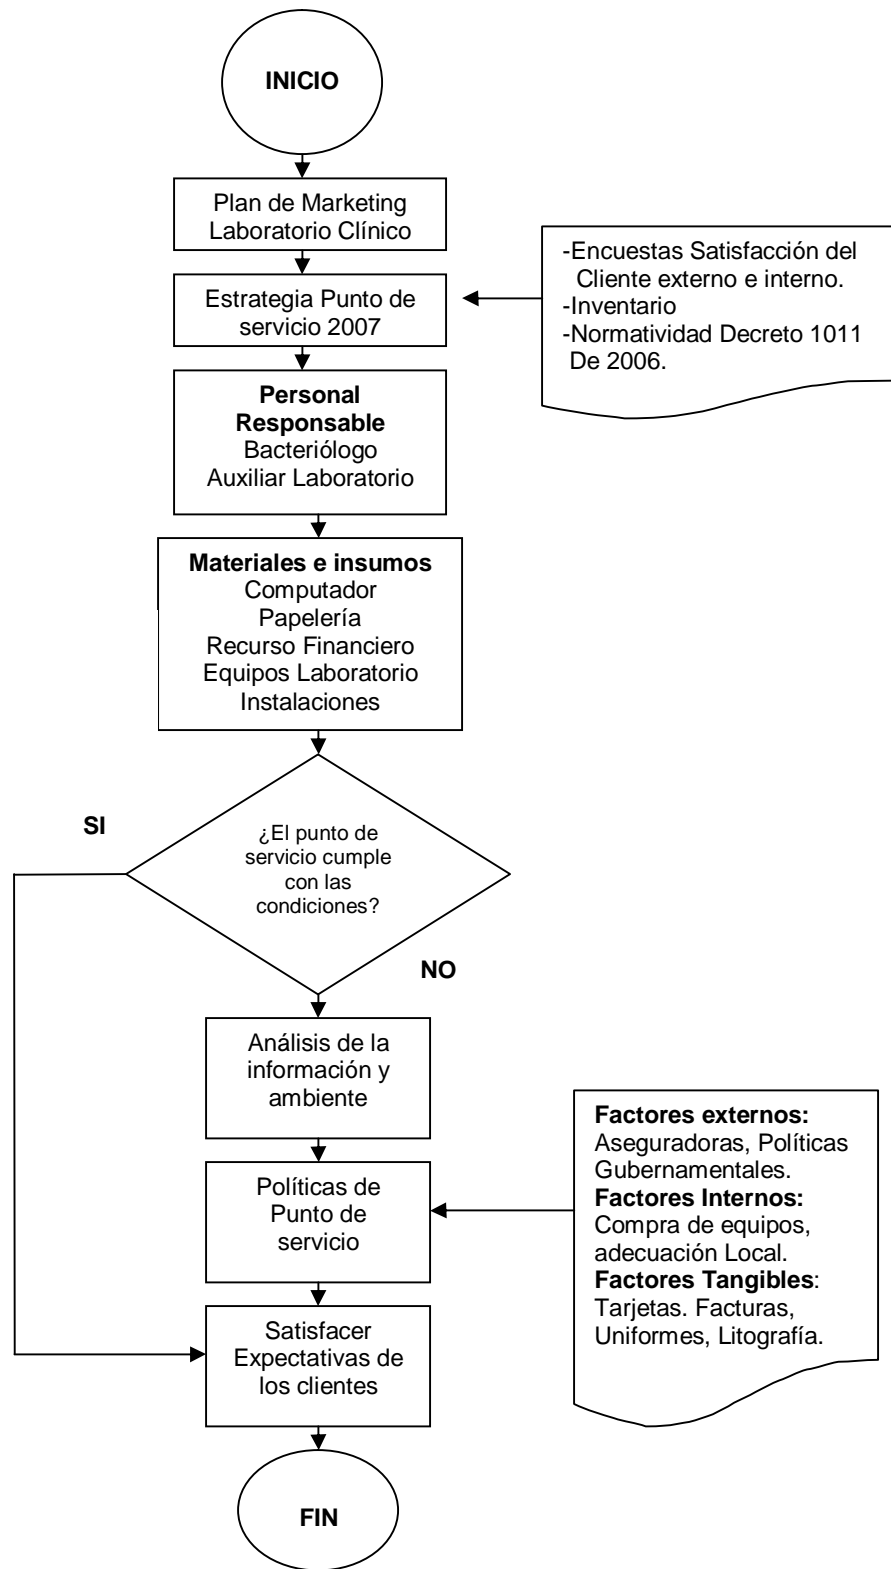 INICIO
Plan de Marketing
Laboratorio Clínico
-Encuestas Satisfacción del
Cliente externo e interno.
-Inventario
-Normatividad Decreto 1011
De 2006.
Estrategia Punto de
servicio 2007
Personal
Responsable
Bacteriólogo
Auxiliar Laboratorio
Materiales e insumos
Computador
Papelería
Recurso Financiero
Equipos Laboratorio
Instalaciones
SI
¿El punto de
servicio cumple
con las
condiciones?
NO
Análisis de la
información y
ambiente
Factores externos:
Aseguradoras, Políticas
Gubernamentales.
Factores Internos:
Compra de equipos,
adecuación Local.
Factores Tangibles:
Tarjetas. Facturas,
Uniformes, Litografía.
Políticas de
Punto de
servicio
Satisfacer
Expectativas de
los clientes
FIN